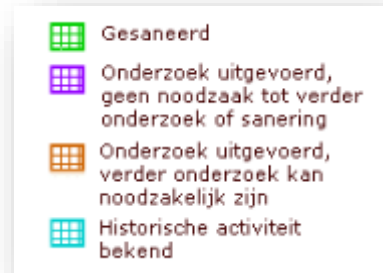 Gesaneerd
Onderzoek uitgevoerd,
geen noodzaak tot verder
onderzoek of sanering
Onderzoek uitgevoerd,
verder onderzoek kan
noodzakelijk zijn
Historische activiteit
bekend